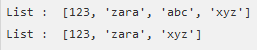 List :  [123, 'zara', 'abc', 'xyz']
List :  [123, 'zara', 'xyz']